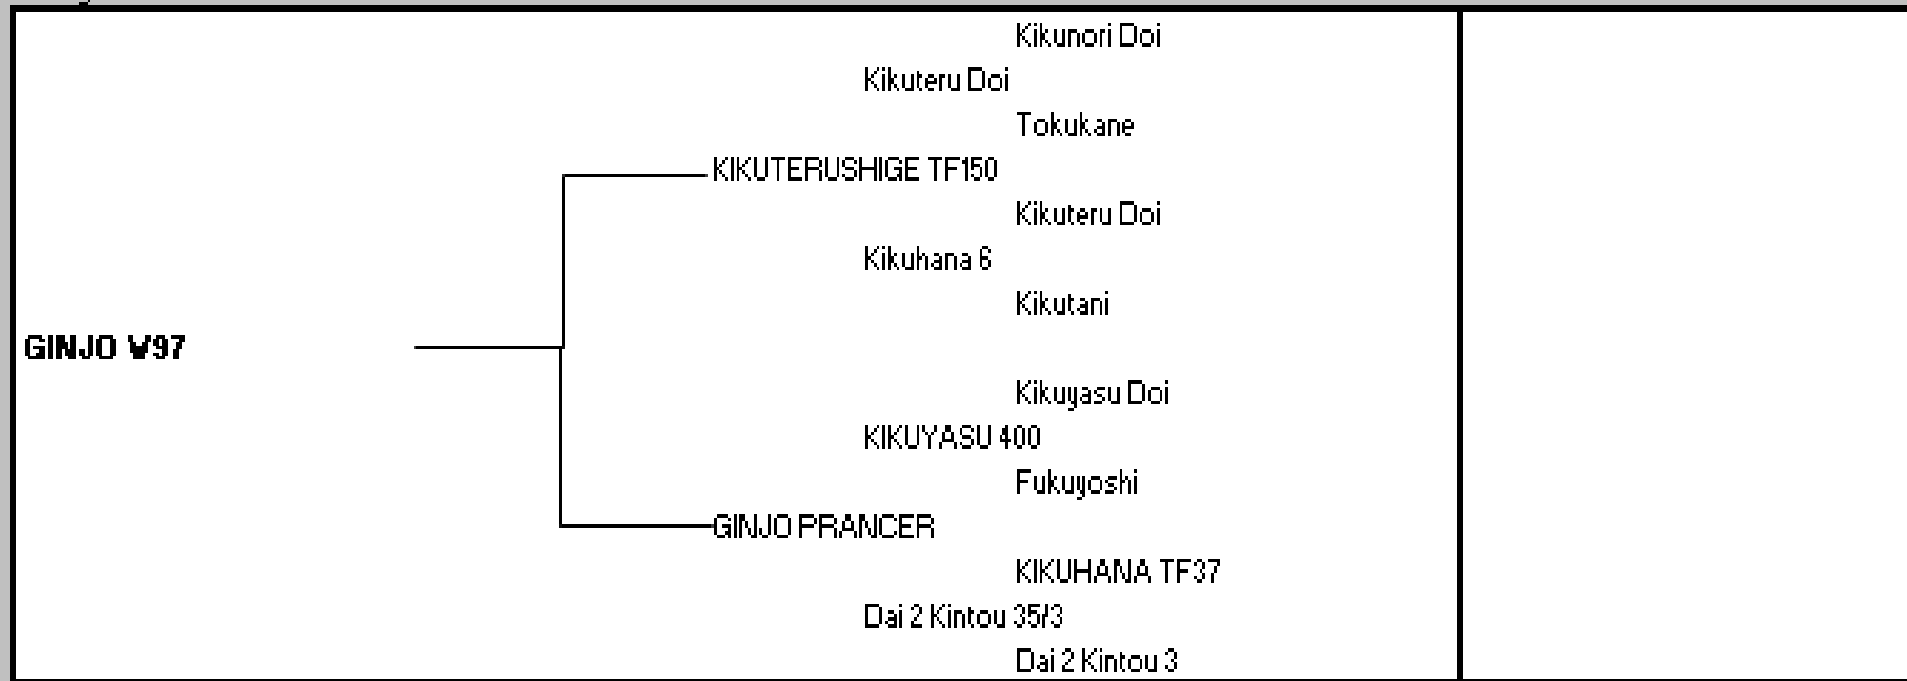 Kikunori Doi
Kikuteru Doi
Tokukane
KIKUTERUSHIGE TF150
Kikuteru Doi
Kikuhana 6
Kikutani
GINJO W97
Kikuyasu Doi
KIKUYASU 400
Fukuyoshi
GINJO PRANCER
KIKUHANA TF37
Dai 2 Kintou 35/3
Dai 2 Kintou 3